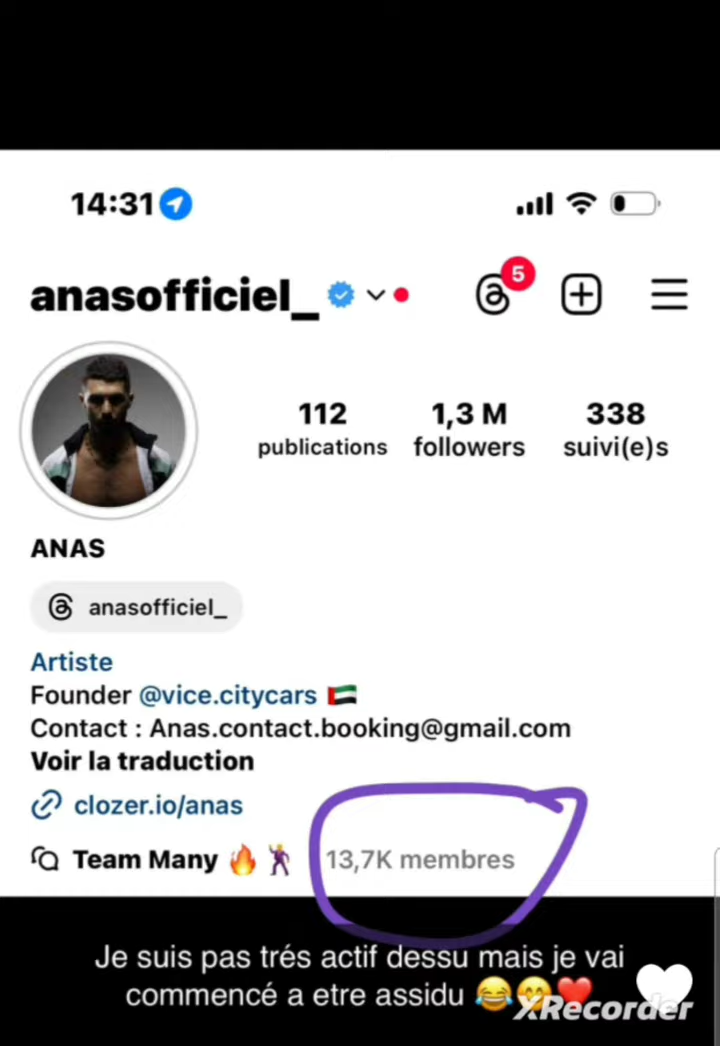 14:31
anasofficiel_
5
112 1,3 M 338
publications followers suivi(e)s
ANAS
anasofficiel_
Artiste
Founder @vice.citycars 🇦🇪
Contact : Anas.contact.booking@gmail.com
Voir la traduction
clozer.io/anas
Team Many 🔥🕺 13,7K membres
Je suis pas trés actif dessu mais je vai
commencé a etre assidu 😂😊❤️
XRecorder